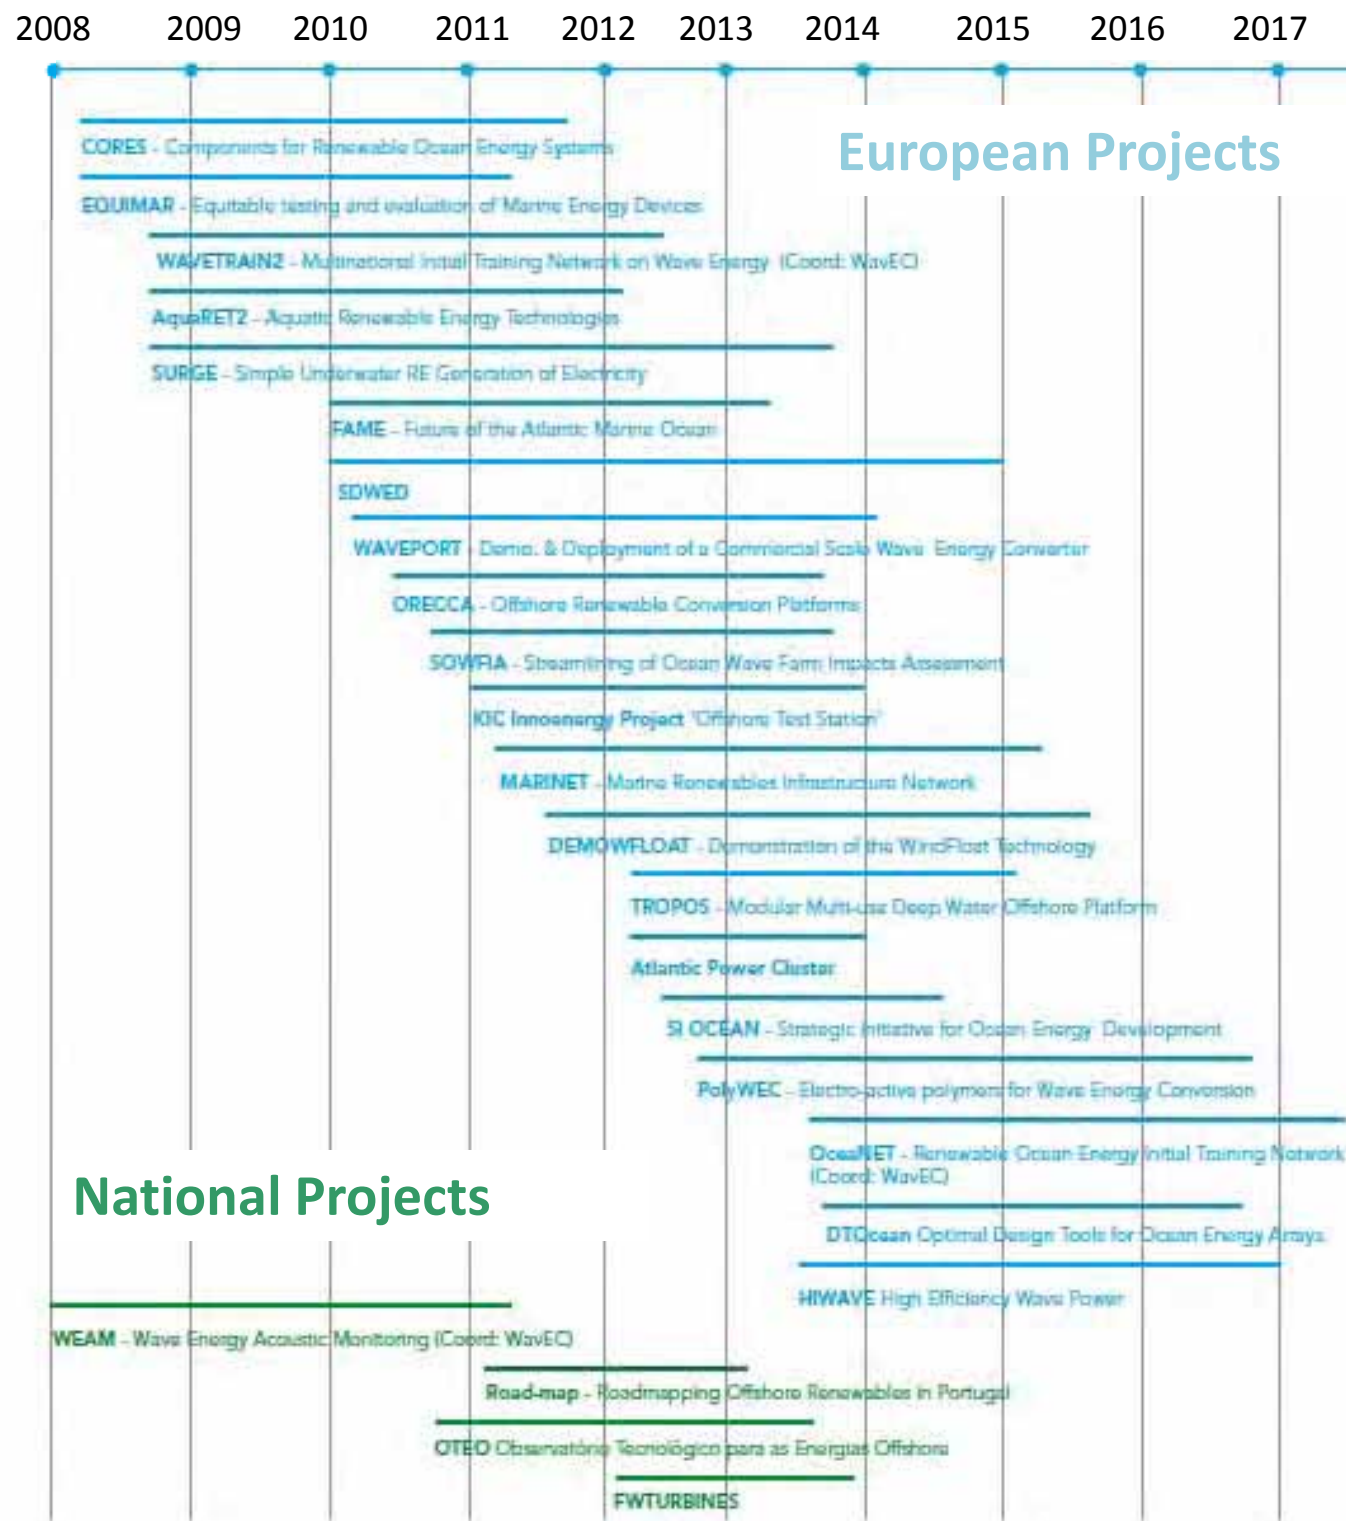 2008 2009 2010 2011 2012 2013 2014 2015 2016 2017
European Projects
CORES - Components for Renewable Ocean Energy Systems
EQUIMAR - Equitable testing and evaluation of Marine Energy Devices
WAVETRAIN2 - Multinational Initial Training Network on Wave Energy (Coord: WavEC)
AquaRET2 - Aquatic Renewable Energy Technologies
SURGE - Simple Underwater RE Generation of Electricity
FAME - Future of the Atlantic Marine Ocean
SDWED
WAVEPORT - Demo. & Deployment of a Commercial Scale Wave Energy Converter
ORECCA - Offshore Renewable Conversion Platforms
SOWFIA - Streamlining of Ocean Wave Farm Impacts Assessment
KIC Innoenergy Project "Offshore Test Station"
MARINET - Marine Renewables Infrastructure Network
DEMOWFLOAT - Demonstration of the WindFloat Technology
TROPOS - Modular Multi-use Deep Water Offshore Platform
Atlantic Power Cluster
SI OCEAN - Strategic Initiative for Ocean Energy Development
PolyWEC - Electro-active polymers for Wave Energy Conversion
OceaNET - Renewable Ocean Energy Initial Training Network
(Coord: WavEC)
National Projects
DTOcean Optimal Design Tools for Ocean Energy Arrays.
HIWAVE High Efficiency Wave Power
WEAM - Wave Energy Acoustic Monitoring (Coord: WavEC)
Road-map - Roadmapping Offshore Renewables in Portugal
OTEO Observatório Tecnológico para as Energias Offshore
FWTURBINES